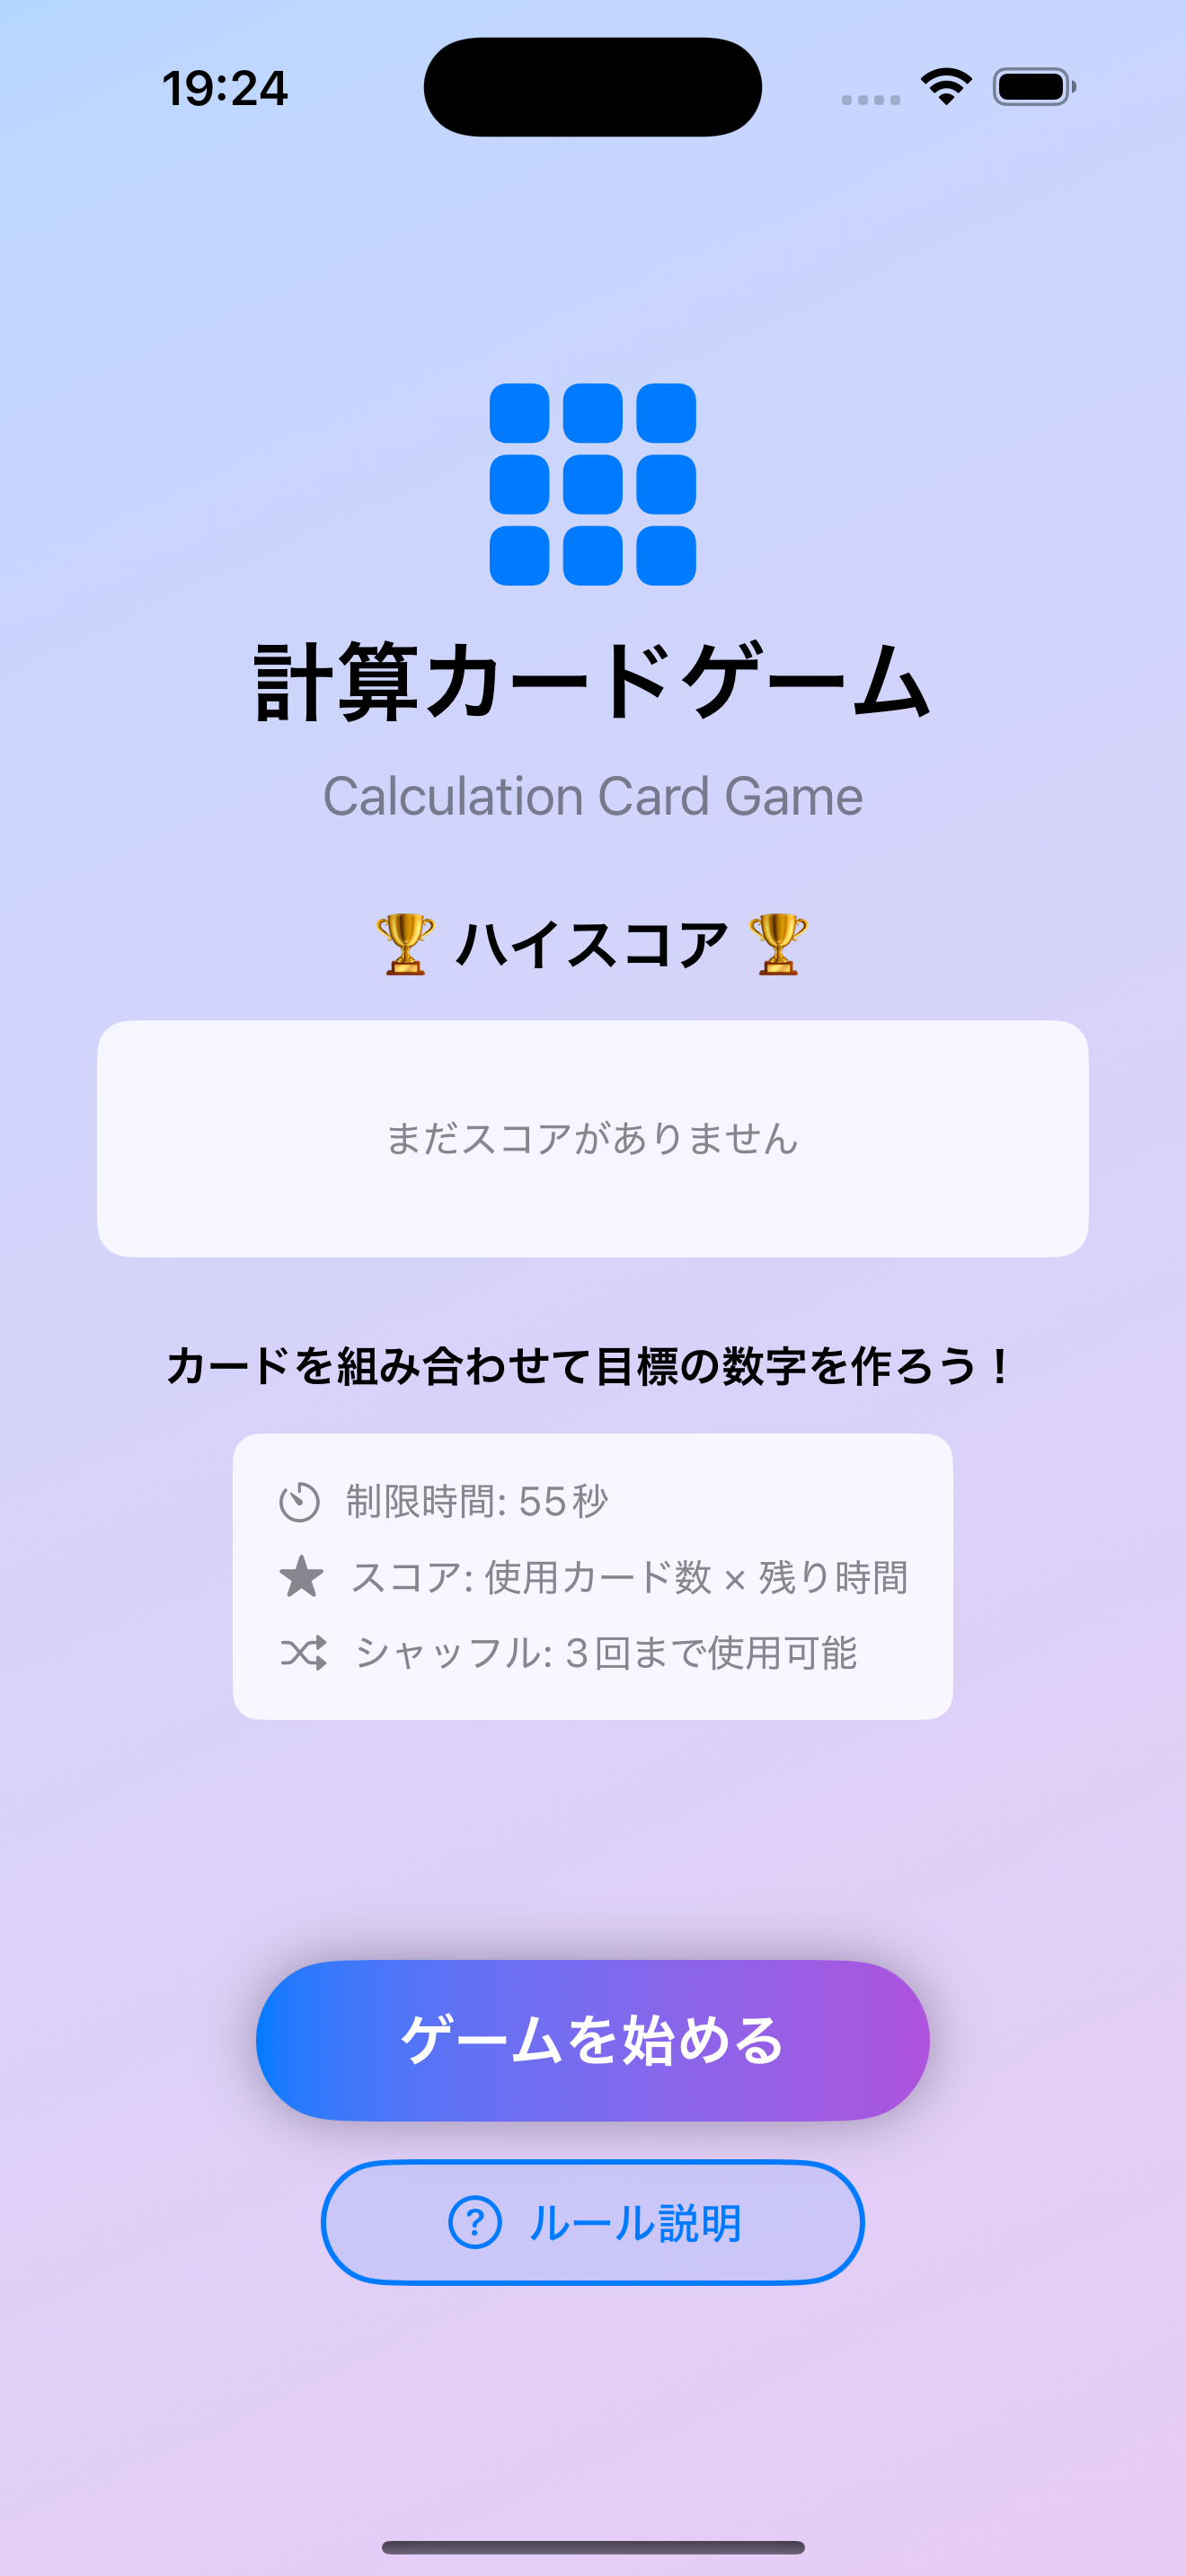 19:24
計算カードゲーム
Calculation Card Game
🏆 ハイスコア 🏆
まだスコアがありません
カードを組み合わせて目標の数字を作ろう！
制限時間: 55秒
スコア: 使用カード数 × 残り時間
シャッフル: 3回まで使用可能
ゲームを始める
? ルール説明